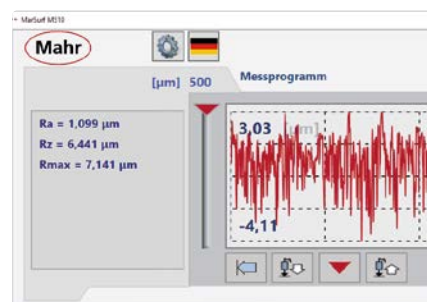 MarSurf M510
Mahr
[µm] 500
Messprogramm
Ra = 1,099 µm
Rz = 6,441 µm
Rmax = 7,141 µm
3,03 [µm]
-4,11